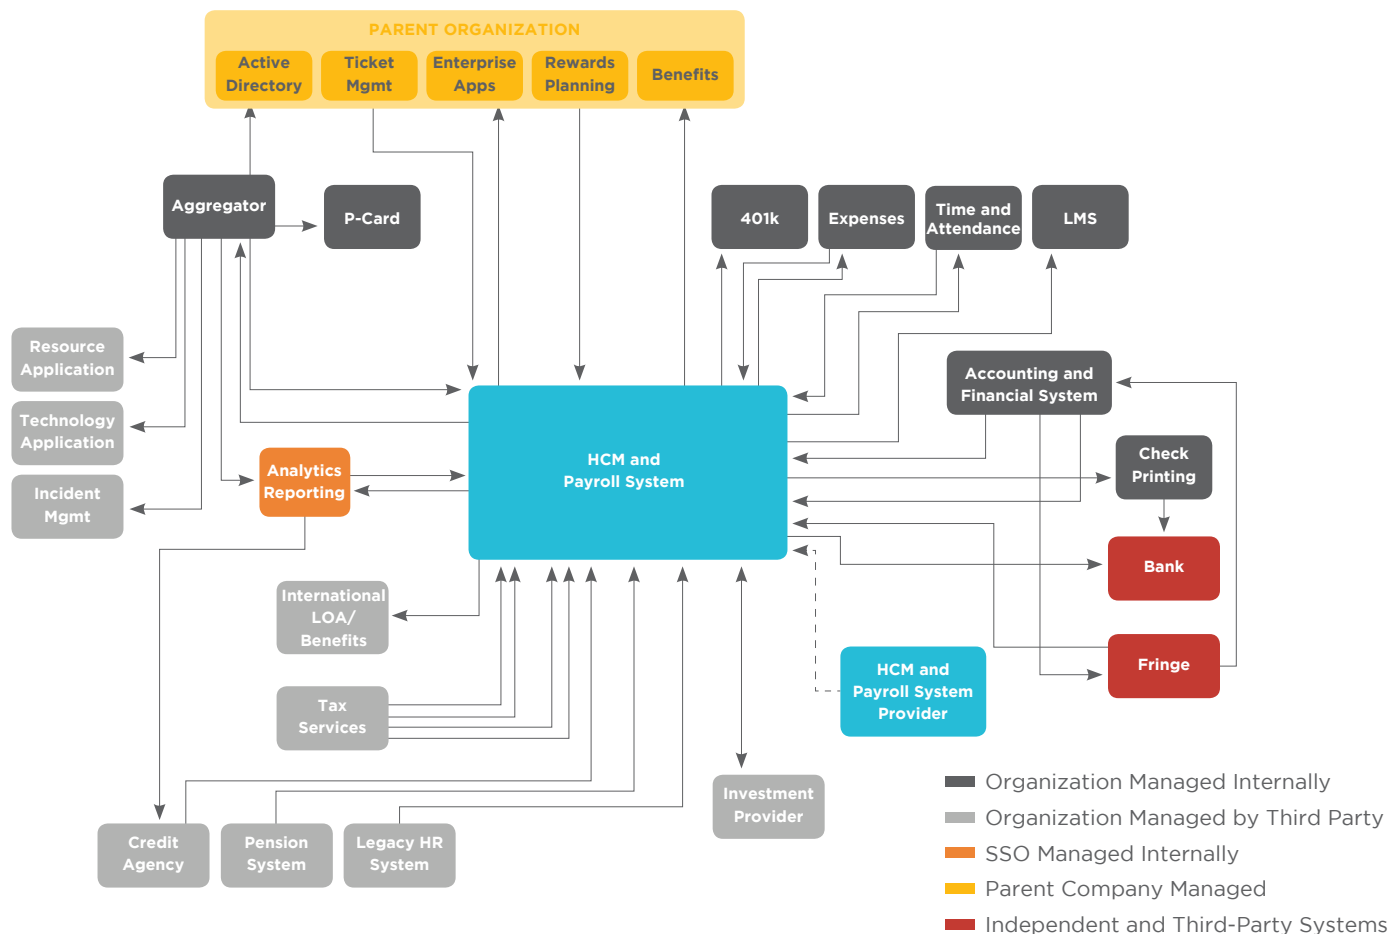 PARENT ORGANIZATION
Active
Directory
Ticket
Mgmt
Enterprise
Apps
Rewards
Planning
Benefits
Aggregator
P-Card
401k
Expenses
Time and
Attendance
LMS
Resource
Application
Technology
Application
Incident
Mgmt
Analytics
Reporting
HCM and
Payroll System
Accounting and
Financial System
Check
Printing
Bank
Fringe
International
LOA/
Benefits
Tax
Services
HCM and
Payroll System
Provider
Investment
Provider
Credit
Agency
Pension
System
Legacy HR
System
Organization Managed Internally
Organization Managed by Third Party
SSO Managed Internally
Parent Company Managed
Independent and Third-Party Systems